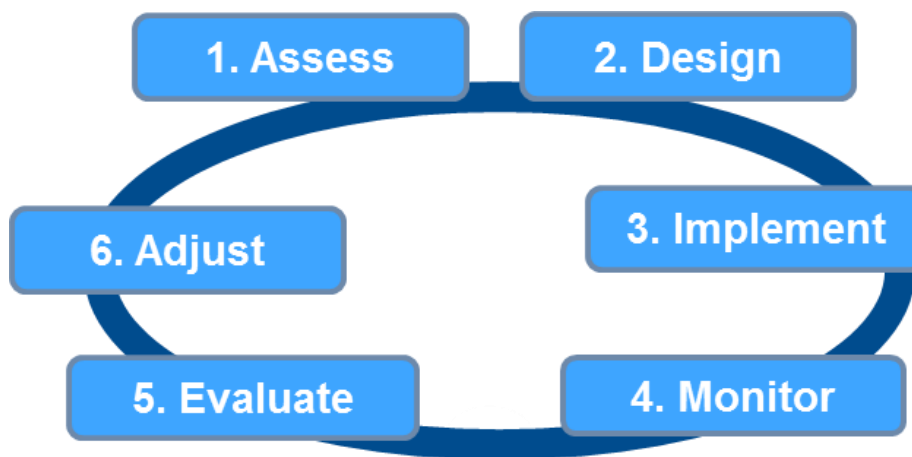 1. Assess
2. Design
3. Implement
4. Monitor
5. Evaluate
6. Adjust